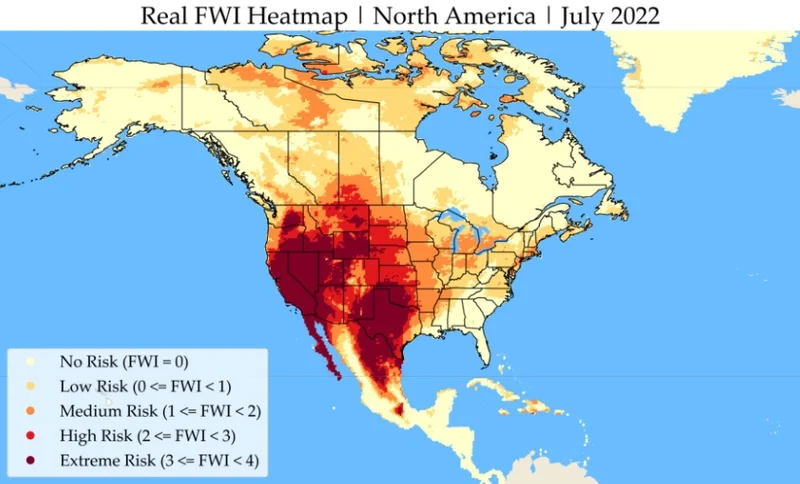 Real FWI Heatmap | North America | July 2022
No Risk (FWI = 0)
Low Risk (0 <= FWI < 1)
Medium Risk (1 <= FWI < 2)
High Risk (2 <= FWI < 3)
Extreme Risk (3 <= FWI < 4)